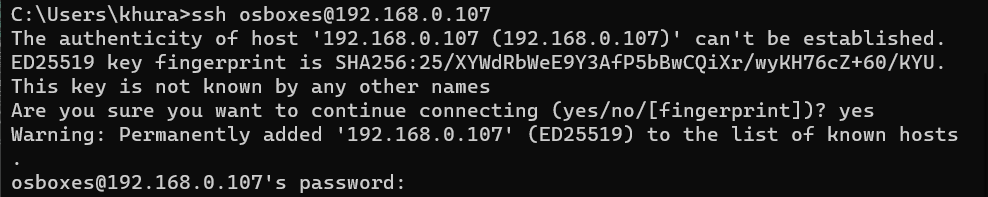 C:\Users\khura>ssh osboxes@192.168.0.107
The authenticity of host '192.168.0.107 (192.168.0.107)' can't be established.
ED25519 key fingerprint is SHA256:25/XYWdRbWeE9Y3AfP5bBwCQiXr/wyKH76cZ+60/KYU.
This key is not known by any other names
Are you sure you want to continue connecting (yes/no/[fingerprint])? yes
Warning: Permanently added '192.168.0.107' (ED25519) to the list of known hosts
.
osboxes@192.168.0.107's password: